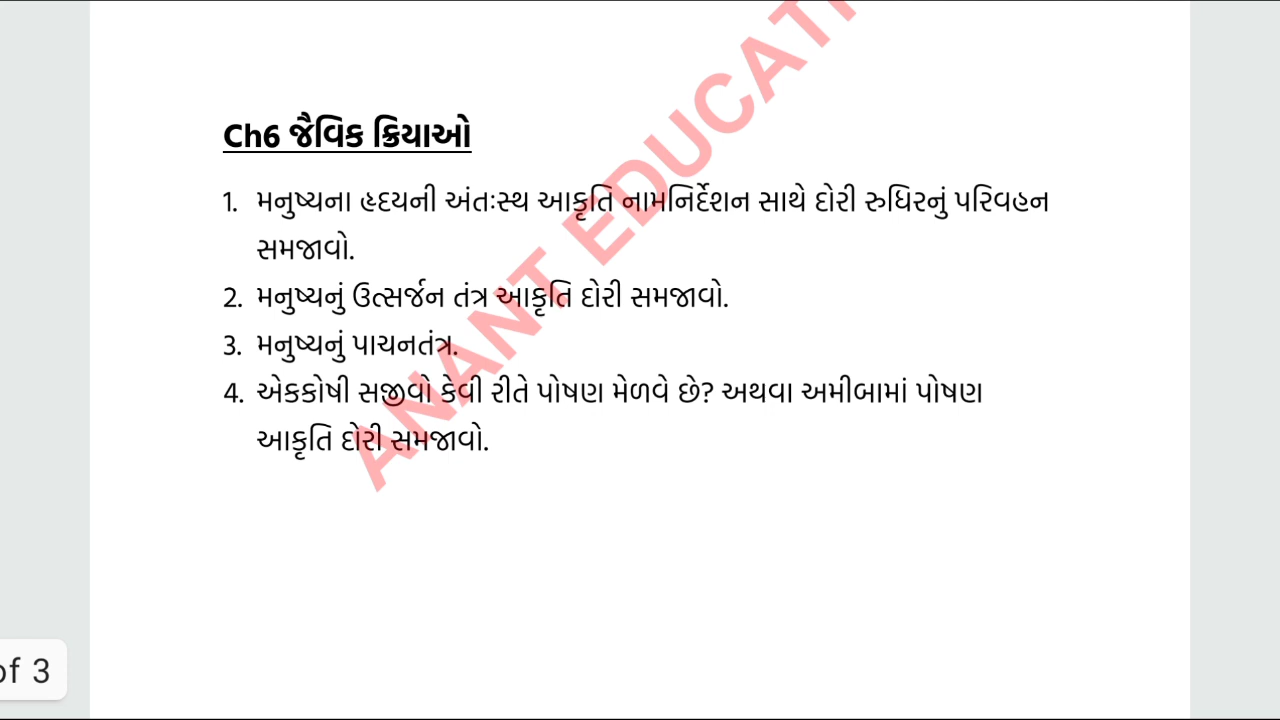 Ch6 જૈવિક ક્રિયાઓ
1. મનુષ્યના હૃદયની અંતઃસ્થ આકૃતિ નામનિર્દેશન સાથે દોરી રુધિરનું પરિવહન
સમજાવો.
2. મનુષ્યનું ઉત્સર્જન તંત્ર આકૃતિ દોરી સમજાવો.
3. મનુષ્યનું પાચનતંત્ર.
4. એકકોષી સજીવો કેવી રીતે પોષણ મેળવે છે? અથવા અમીબામાં પોષણ
આકૃતિ દોરી સમજાવો.
ANANT EDUCATI
of 3